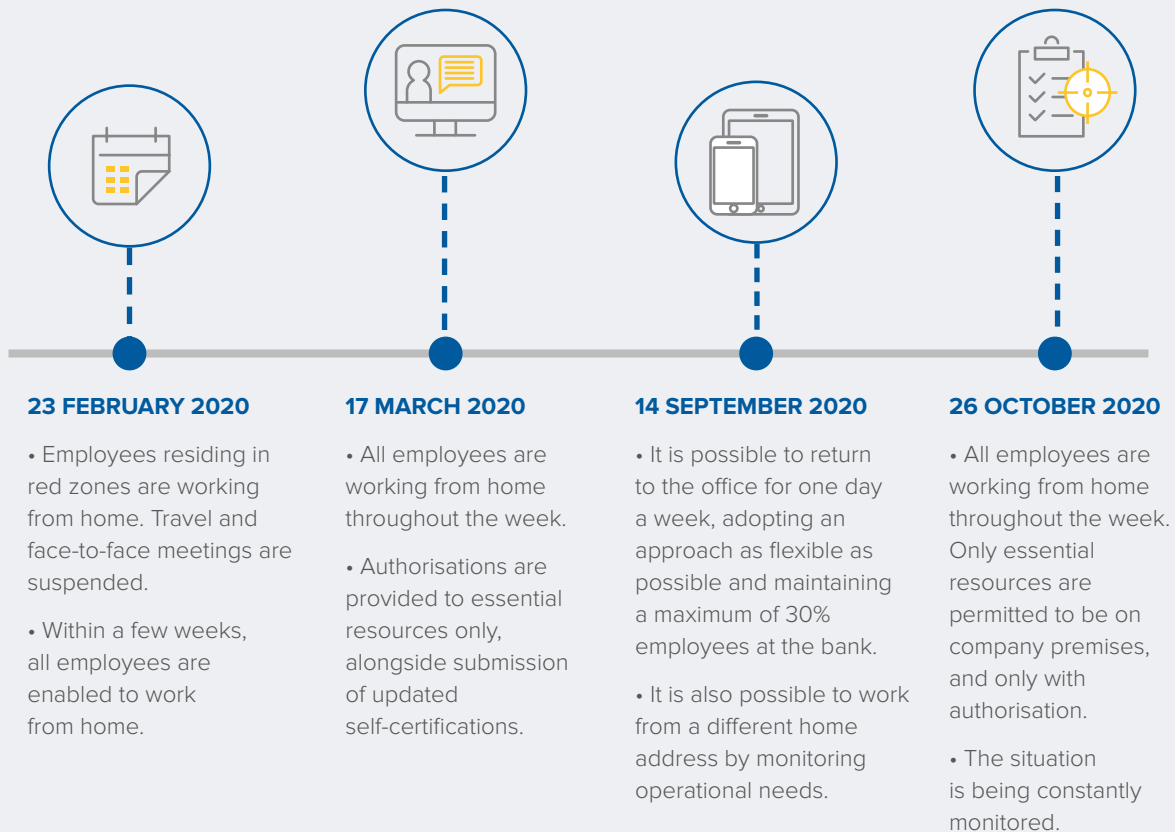 23 FEBRUARY 2020
• Employees residing in
red zones are working
from home. Travel and
face-to-face meetings are
suspended.
• Within a few weeks,
all employees are
enabled to work
from home.
17 MARCH 2020
• All employees are
working from home
throughout the week.
• Authorisations are
provided to essential
resources only,
alongside submission
of updated
self-certifications.
14 SEPTEMBER 2020
• It is possible to return
to the office for one day
a week, adopting an
approach as flexible as
possible and maintaining
a maximum of 30%
employees at the bank.
• It is also possible to work
from a different home
address by monitoring
operational needs.
26 OCTOBER 2020
• All employees are
working from home
throughout the week.
Only essential
resources are
permitted to be on
company premises,
and only with
authorisation.
• The situation
is being constantly
monitored.